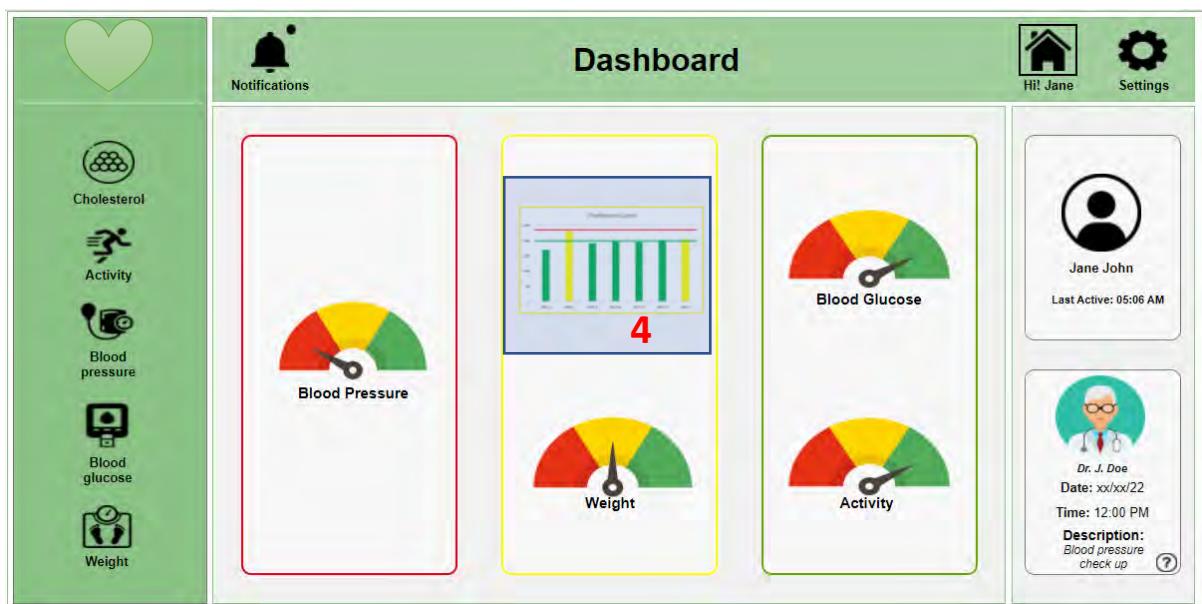 Notifications
Dashboard
Hi! Jane
Settings
Cholesterol
Activity
Blood
pressure
Blood
glucose
Weight
Blood Pressure
4
Weight
Blood Glucose
Activity
Jane John
Last Active: 05:06 AM
Dr. J. Doe
Date: xx/xx/22
Time: 12:00 PM
Description:
Blood pressure
check up
?